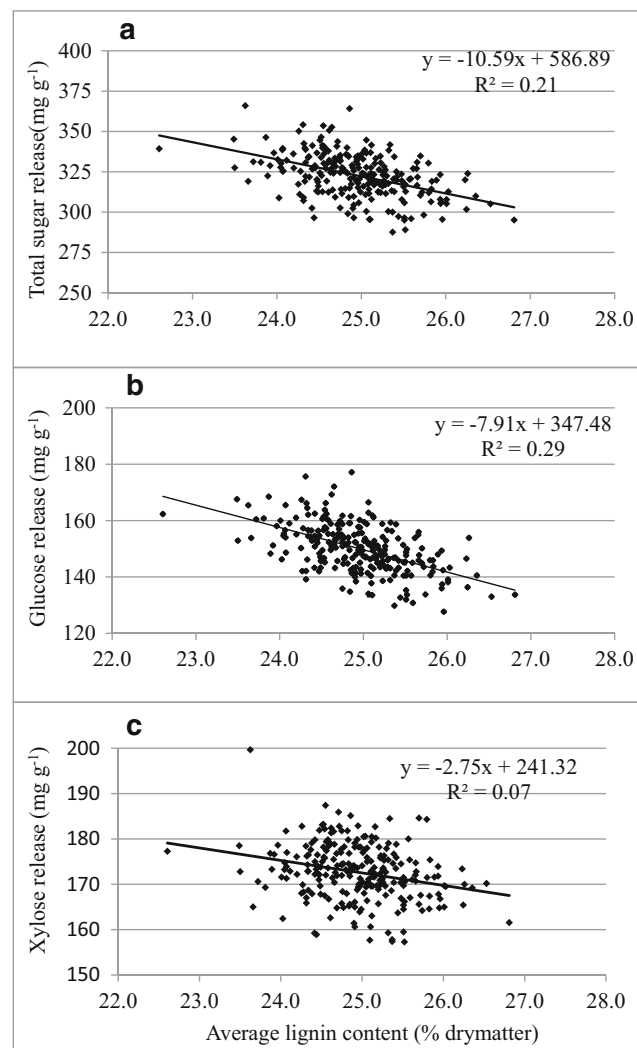 a
y = -10.59x + 586.89
R² = 0.21
Total sugar release(mg g⁻¹)
400
375
350
325
300
275
250
22.0 23.0 24.0 25.0 26.0 27.0 28.0
b
y = -7.91x + 347.48
R² = 0.29
Glucose release (mg g⁻¹)
200
180
160
140
120
22.0 23.0 24.0 25.0 26.0 27.0 28.0
c
y = -2.75x + 241.32
R² = 0.07
Xylose release (mg g⁻¹)
200
190
180
170
160
150
22.0 23.0 24.0 25.0 26.0 27.0 28.0
Average lignin content (% drymatter)